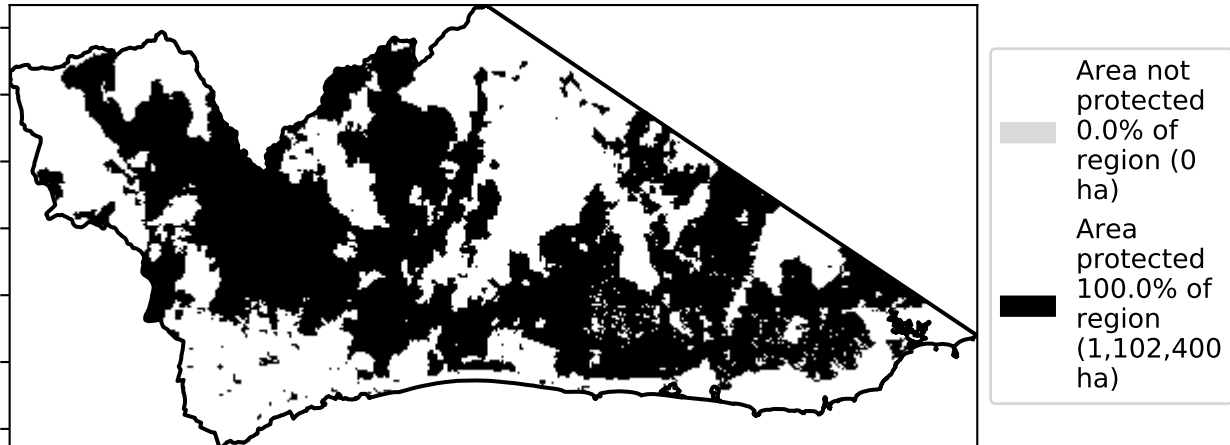 Area not
protected
0.0% of
region (0
ha)
Area
protected
100.0% of
region
(1,102,400
ha)